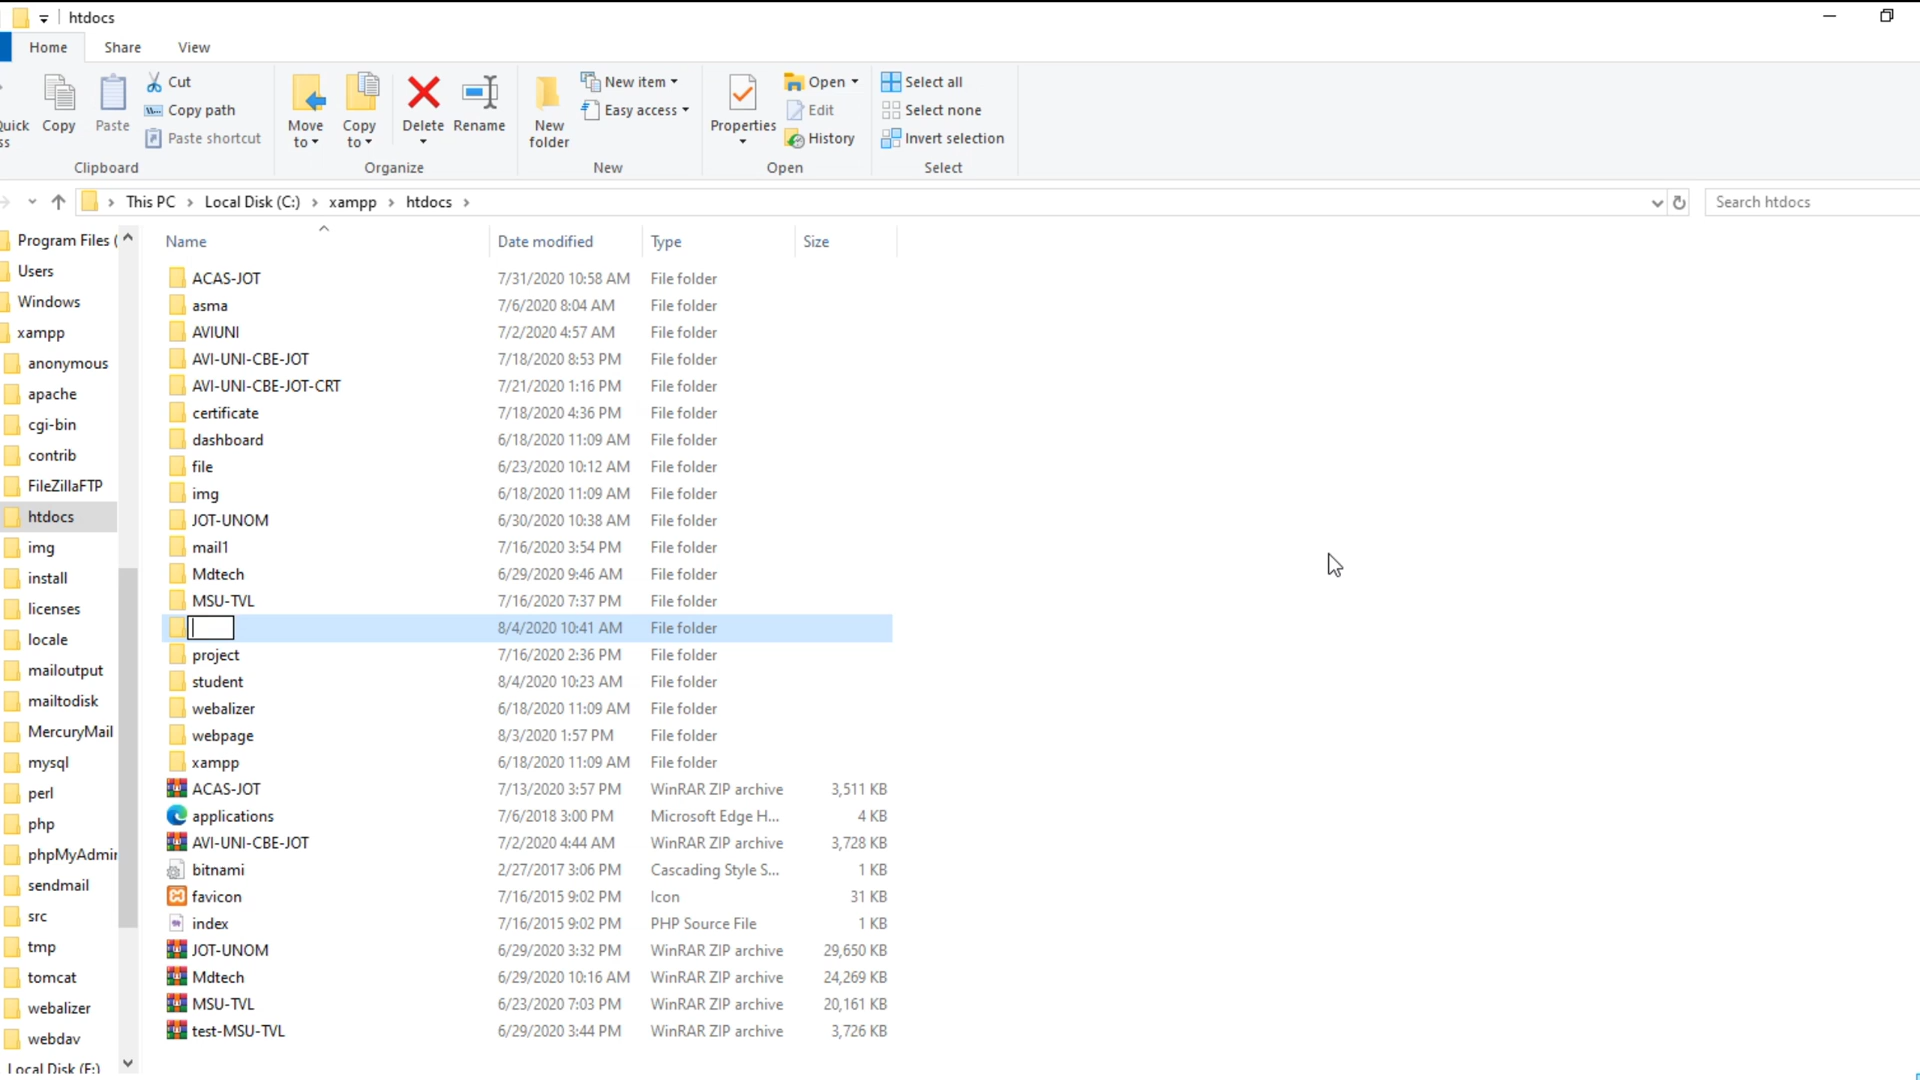 htdocs
Home Share View
Copy Paste Cut Copy path Paste shortcut
Clipboard
Move to Copy to Delete Rename
Organize
New folder New item Easy access
New
Properties Open Edit History
Open
Select all Select none Invert selection
Select
This PC Local Disk (C:) xampp htdocs
Search htdocs
Program Files (
Users
Windows
xampp
anonymous
apache
cgi-bin
contrib
FileZillaFTP
htdocs
img
install
licenses
locale
mailoutput
mailtodisk
MercuryMail
mysql
perl
php
phpMyAdmin
sendmail
src
tmp
tomcat
webalizer
webdav
Local Disk (F:)
Name Date modified Type Size
ACAS-JOT 7/31/2020 10:58 AM File folder
asma 7/6/2020 8:04 AM File folder
AVIUNI 7/2/2020 4:57 AM File folder
AVI-UNI-CBE-JOT 7/18/2020 8:53 PM File folder
AVI-UNI-CBE-JOT-CRT 7/21/2020 1:16 PM File folder
certificate 7/18/2020 4:36 PM File folder
dashboard 6/18/2020 11:09 AM File folder
file 6/23/2020 10:12 AM File folder
img 6/18/2020 11:09 AM File folder
JOT-UNOM 6/30/2020 10:38 AM File folder
mail1 7/16/2020 3:54 PM File folder
Mdtech 6/29/2020 9:46 AM File folder
MSU-TVL 7/16/2020 7:37 PM File folder
8/4/2020 10:41 AM File folder
project 7/16/2020 2:36 PM File folder
student 8/4/2020 10:23 AM File folder
webalizer 6/18/2020 11:09 AM File folder
webpage 8/3/2020 1:57 PM File folder
xampp 6/18/2020 11:09 AM File folder
ACAS-JOT 7/13/2020 3:57 PM WinRAR ZIP archive 3,511 KB
applications 7/6/2018 3:00 PM Microsoft Edge H... 4 KB
AVI-UNI-CBE-JOT 7/2/2020 4:44 AM WinRAR ZIP archive 3,728 KB
bitnami 2/27/2017 3:06 PM Cascading Style S... 1 KB
favicon 7/16/2015 9:02 PM Icon 31 KB
index 7/16/2015 9:02 PM PHP Source File 1 KB
JOT-UNOM 6/29/2020 3:32 PM WinRAR ZIP archive 29,650 KB
Mdtech 6/29/2020 10:16 AM WinRAR ZIP archive 24,269 KB
MSU-TVL 6/23/2020 7:03 PM WinRAR ZIP archive 20,161 KB
test-MSU-TVL 6/29/2020 3:44 PM WinRAR ZIP archive 3,726 KB